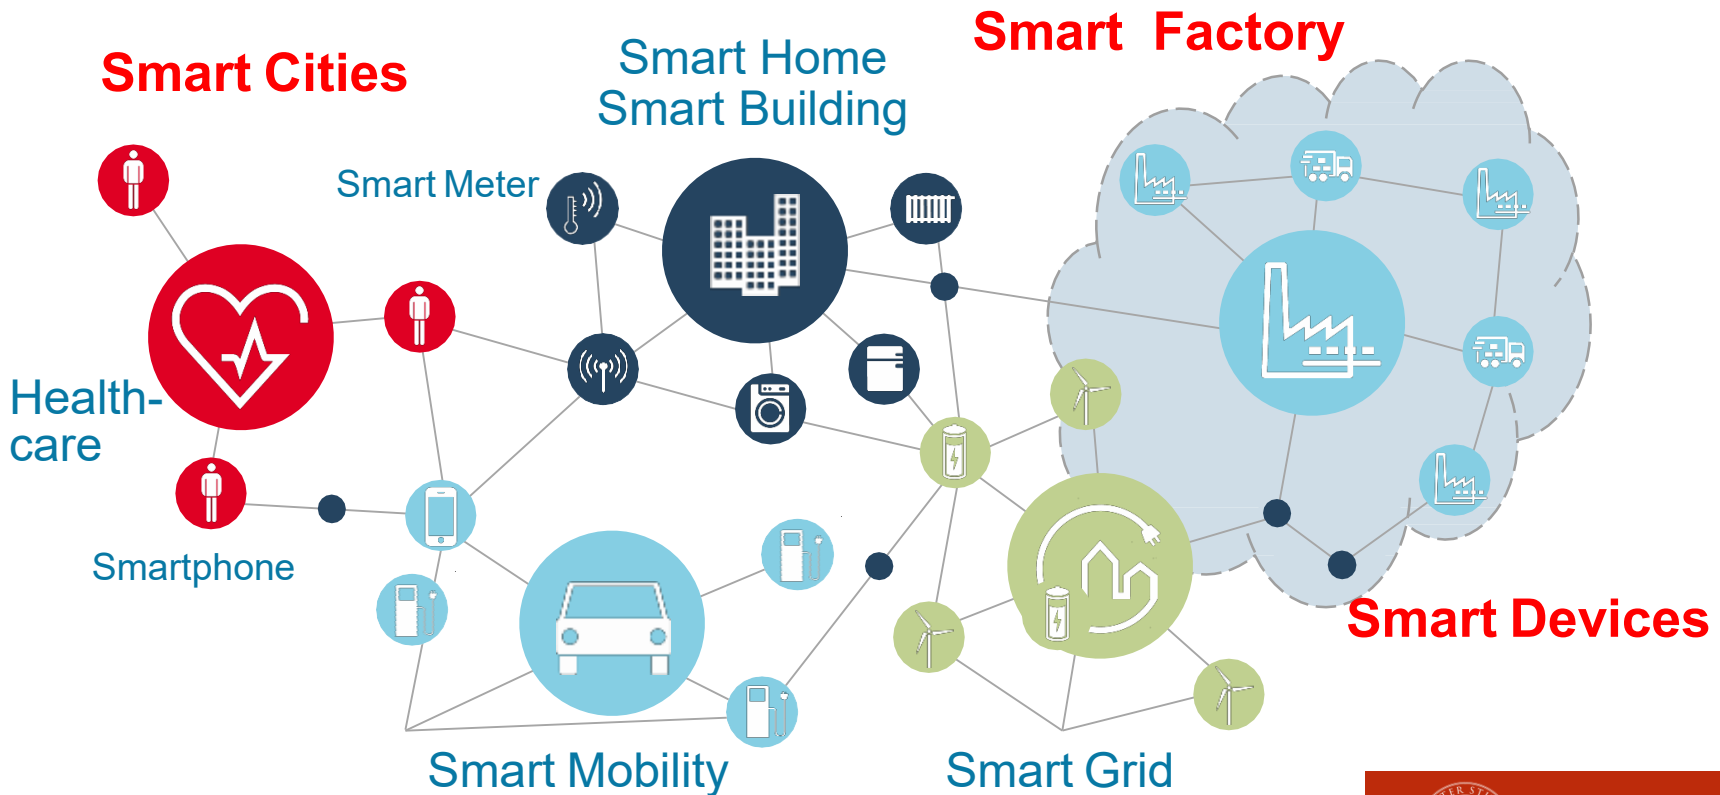 Smart Factory
Smart Cities
Smart Home
Smart Building
Smart Meter
Health-
care
Smartphone
Smart Devices
Smart Mobility
Smart Grid